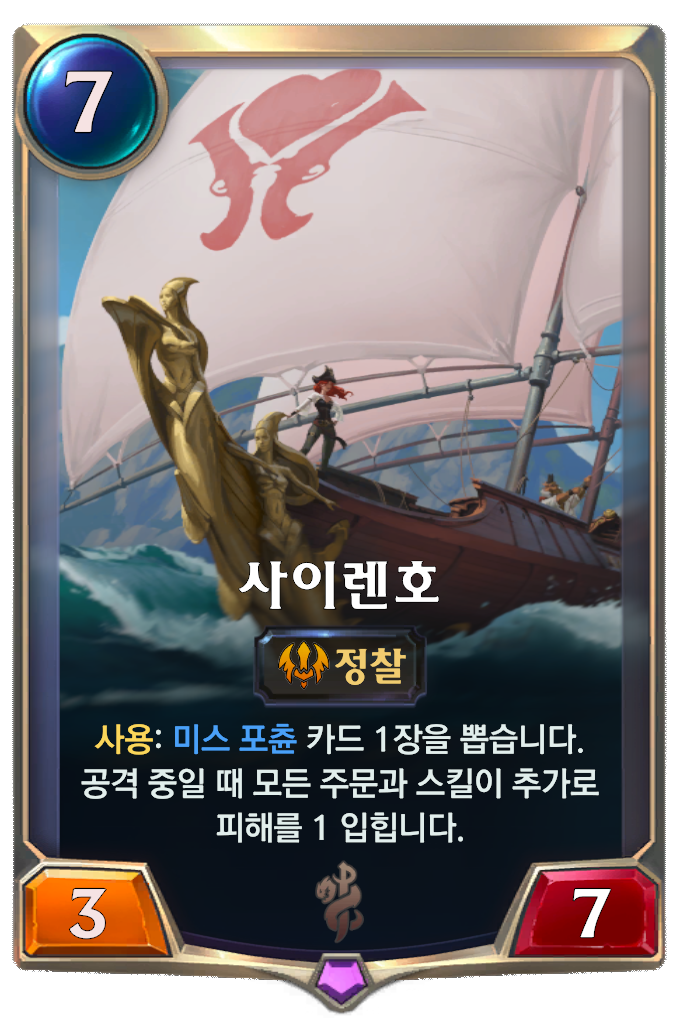 7
사이렌호
정찰
사용: 미스 포츈 카드 1장을 뽑습니다.
공격 중일 때 모든 주문과 스킬이 추가로
피해를 1 입힙니다.
3
7